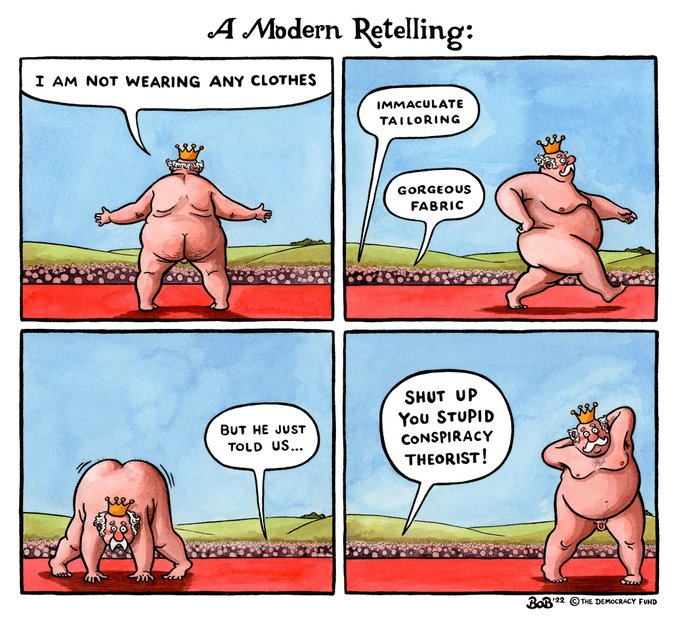 A Modern Retelling:
I AM NOT WEARING ANY CLOTHES
IMMACULATE
TAILORING
GORGEOUS
FABRIC
BUT HE JUST
TOLD US...
SHUT UP
YOU STUPID
CONSPIRACY
THEORIST!
BOB '22 © THE DEMOCRACY FUND